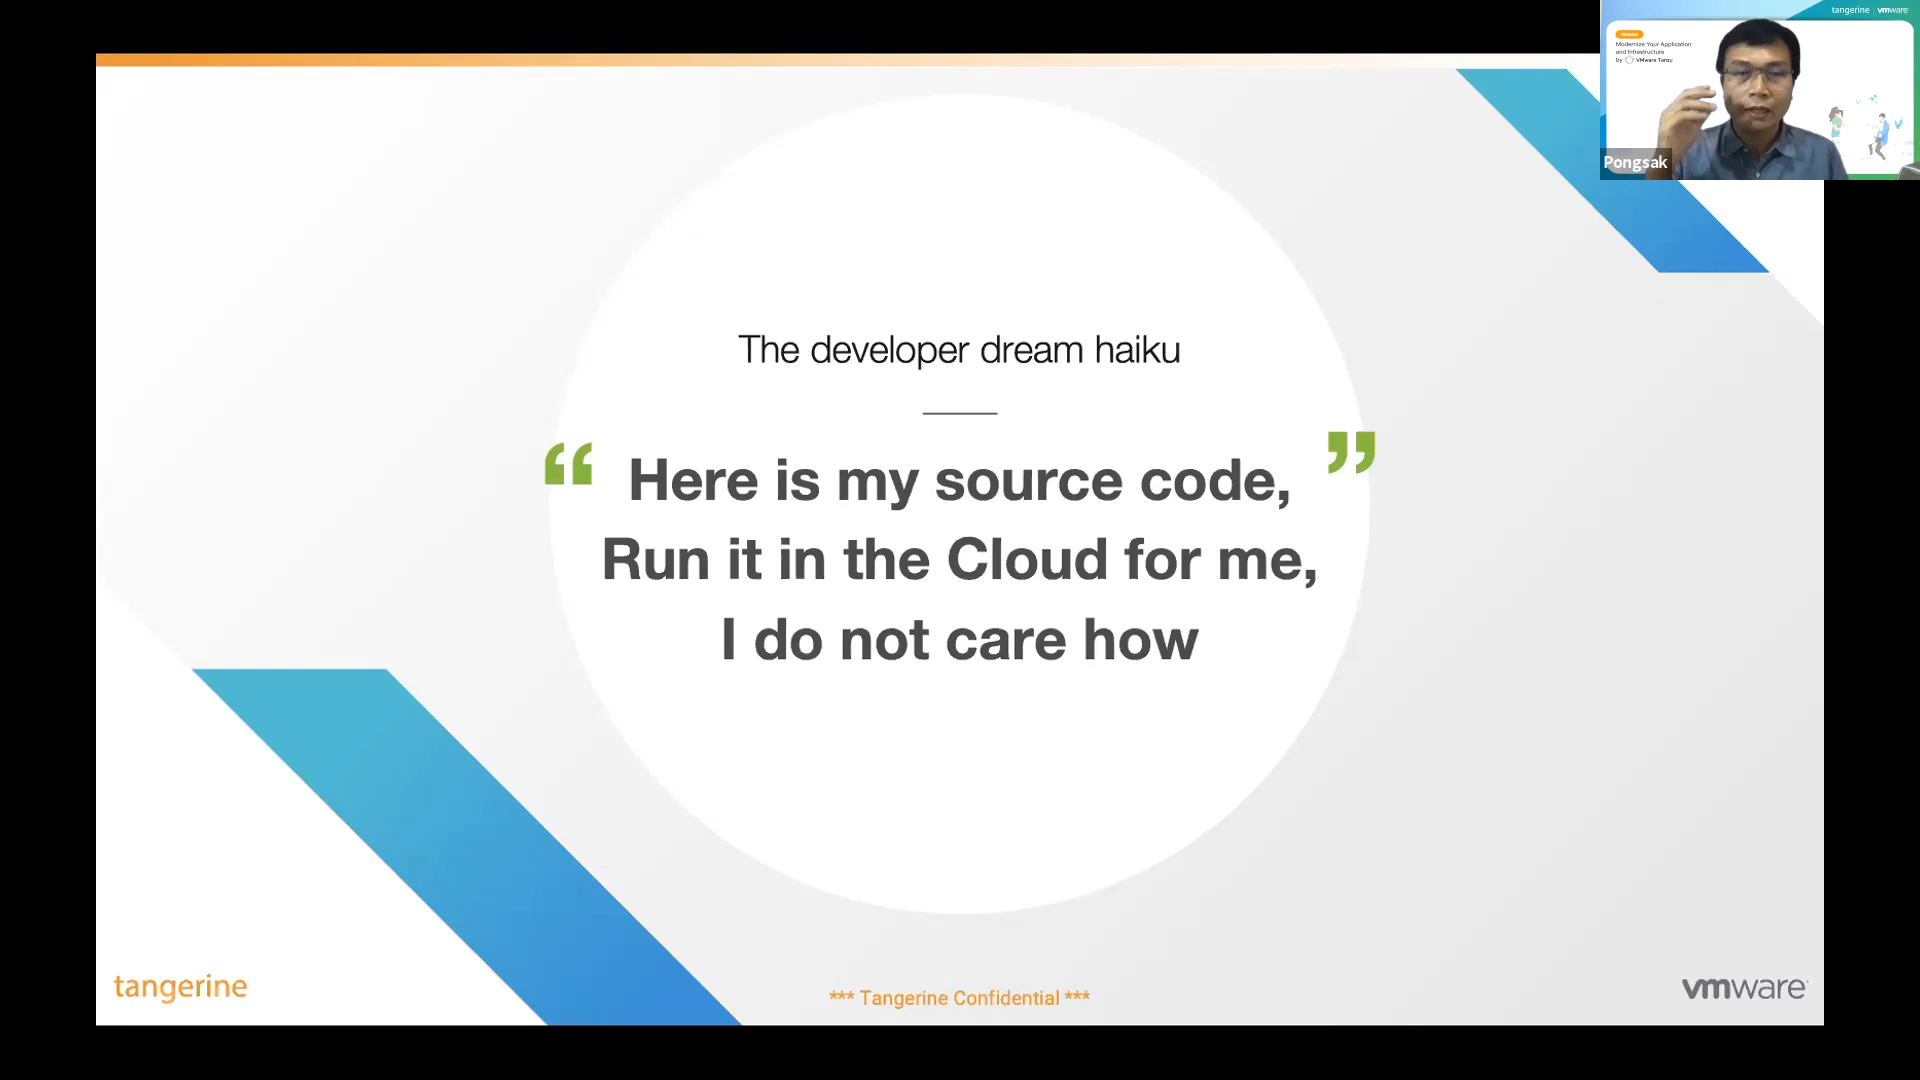 tangerine vmware
Webinar
Modernize Your Application
and Infrastructure
by VMware Tanzu
Pongsak
The developer dream haiku
“ Here is my source code, ”
Run it in the Cloud for me,
I do not care how
tangerine
*** Tangerine Confidential ***
vmware